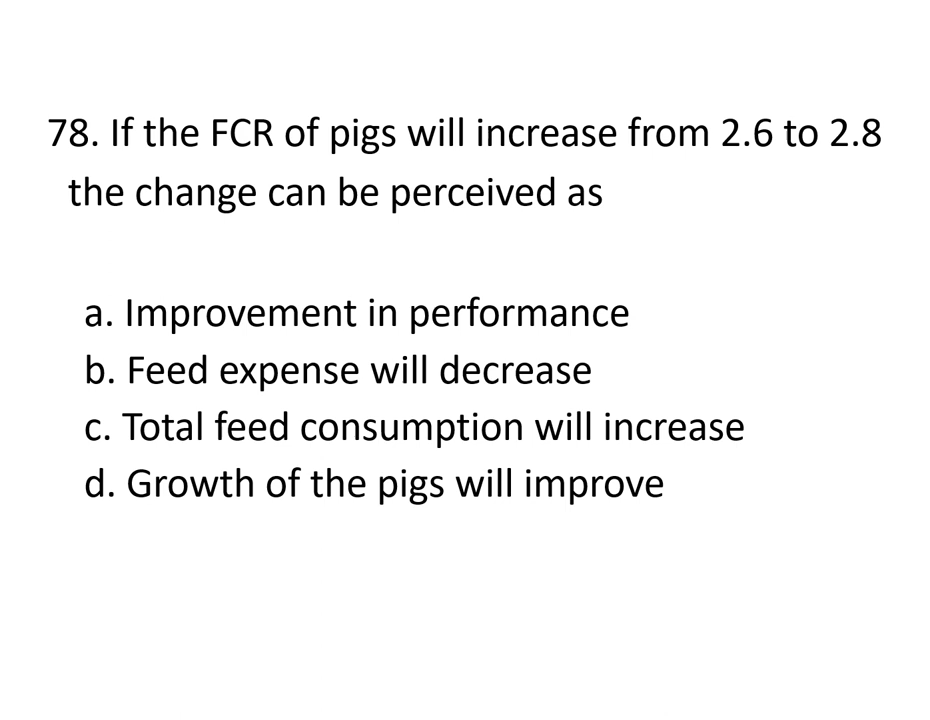 78. If the FCR of pigs will increase from 2.6 to 2.8
the change can be perceived as
a. Improvement in performance
b. Feed expense will decrease
c. Total feed consumption will increase
d. Growth of the pigs will improve